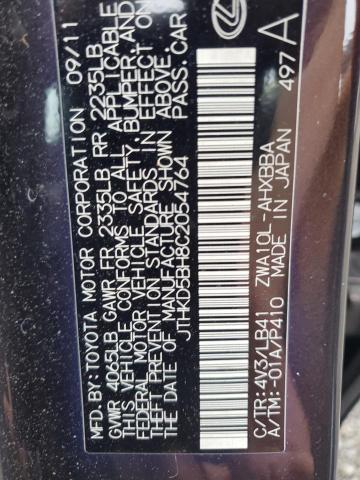 MFD. BY: TOYOTA MOTOR CORPORATION 09/11
GVWR 4065LB GAWR FR 2335LB RR 2235LB
THIS VEHICLE CONFORMS TO ALL APPLICABLE
FEDERAL MOTOR VEHICLE SAFETY, BUMPER, AND
THEFT PREVENTION STANDARDS IN EFFECT ON
THE DATE OF MANUFACTURE SHOWN ABOVE.
JTHKD5BH8C2054764 PASS.CAR
C/TR:4V3/LB41 ZWA10L-AHXBBA
A/TM:-01A/P410 MADE IN JAPAN
497 A